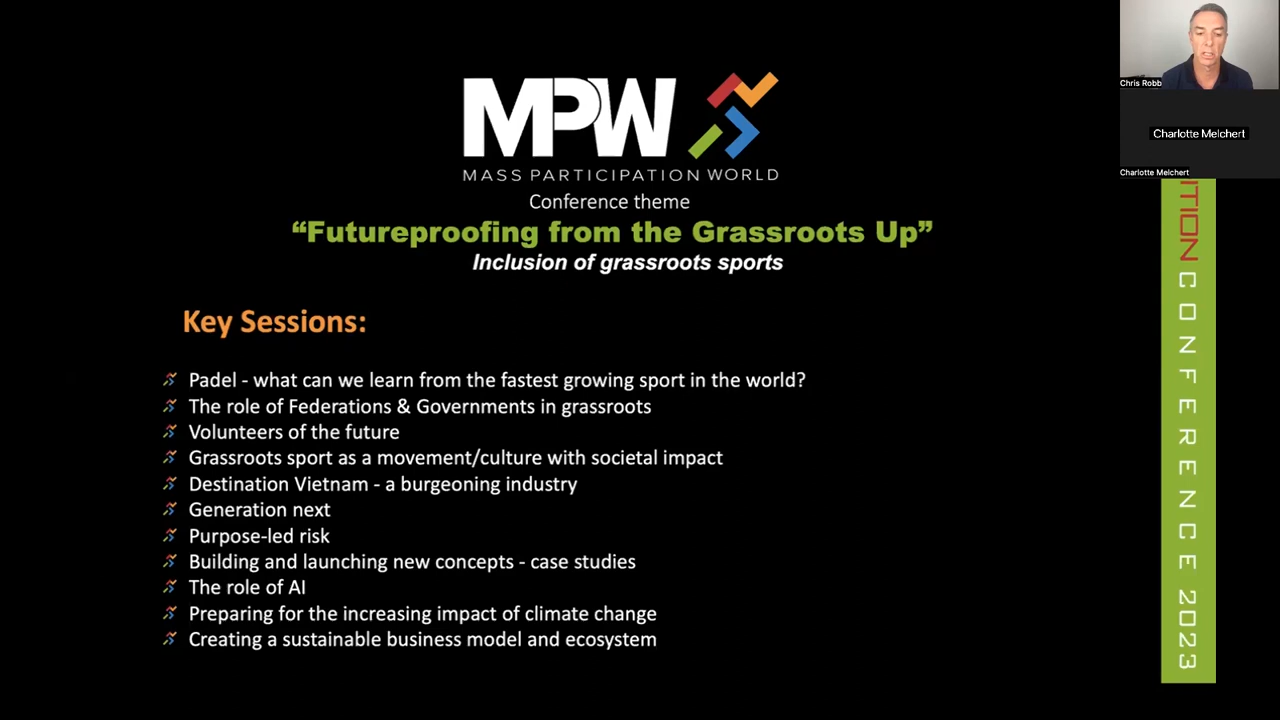 MPW
MASS PARTICIPATION WORLD
Conference theme
“Futureproofing from the Grassroots Up”
Inclusion of grassroots sports
Key Sessions:
Padel - what can we learn from the fastest growing sport in the world?
The role of Federations & Governments in grassroots
Volunteers of the future
Grassroots sport as a movement/culture with societal impact
Destination Vietnam - a burgeoning industry
Generation next
Purpose-led risk
Building and launching new concepts - case studies
The role of AI
Preparing for the increasing impact of climate change
Creating a sustainable business model and ecosystem
Chris Robb
Charlotte Melchert
Charlotte Melchert
ITION CONFERENCE 2023